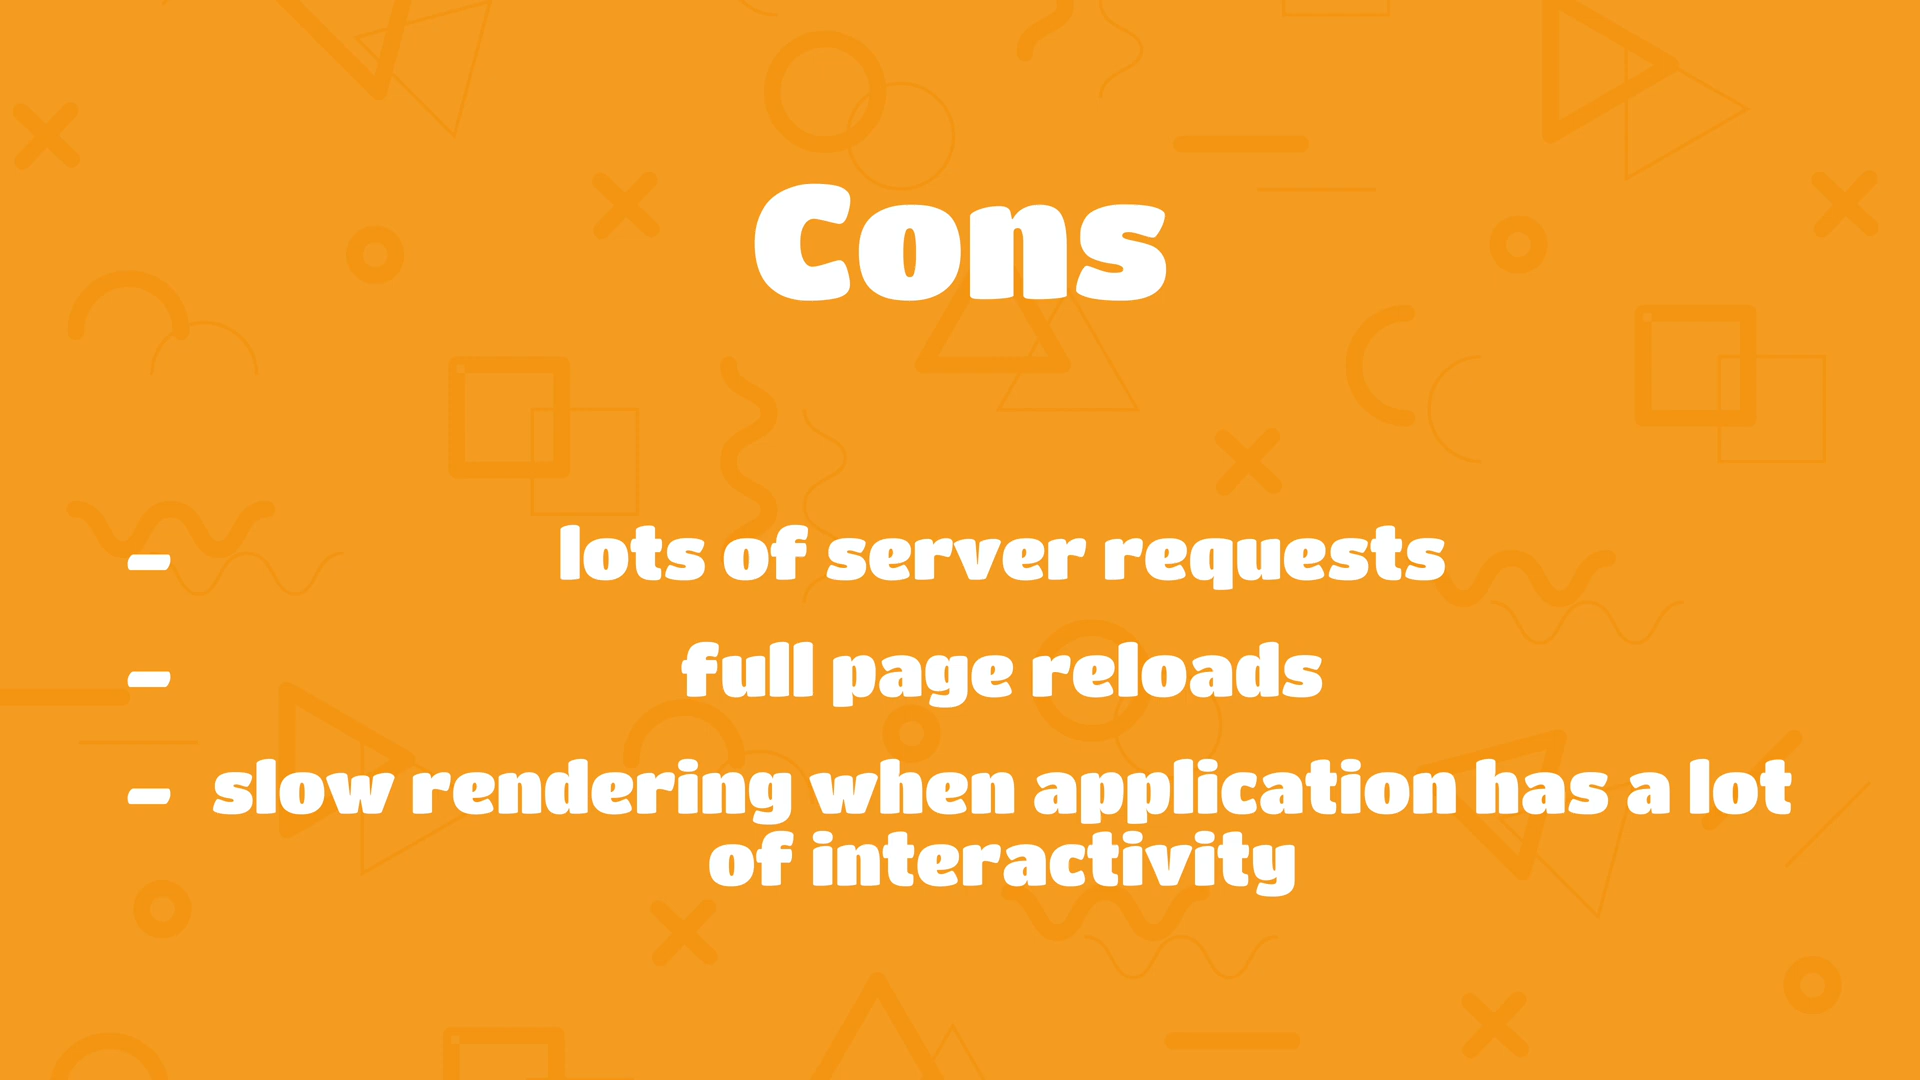 Cons
- lots of server requests
- full page reloads
- slow rendering when application has a lot
of interactivity